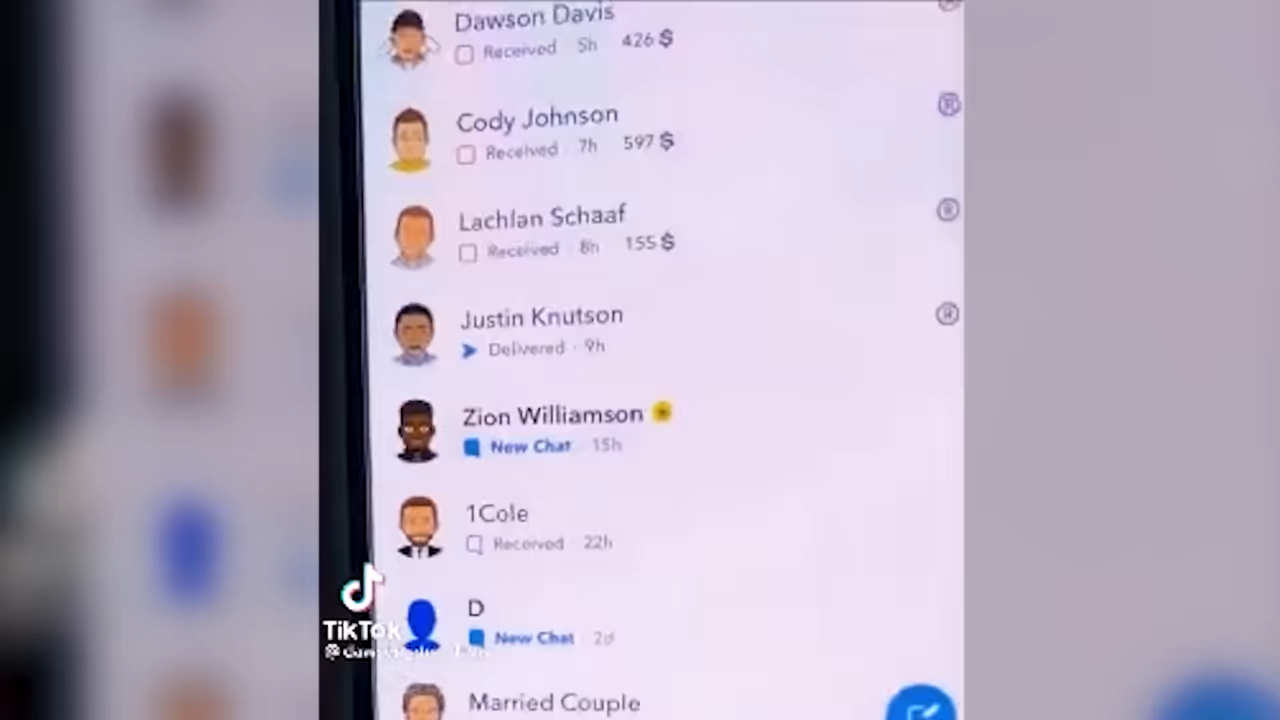 Dawson Davis
Received · 5h 426 $
Cody Johnson
Received · 7h 597 $
Lachlan Schaaf
Received · 8h 155 $
Justin Knutson
Delivered · 9h
Zion Williamson
New Chat · 15h
1Cole
Received · 22h
D
New Chat · 2d
Married Couple
TikTok